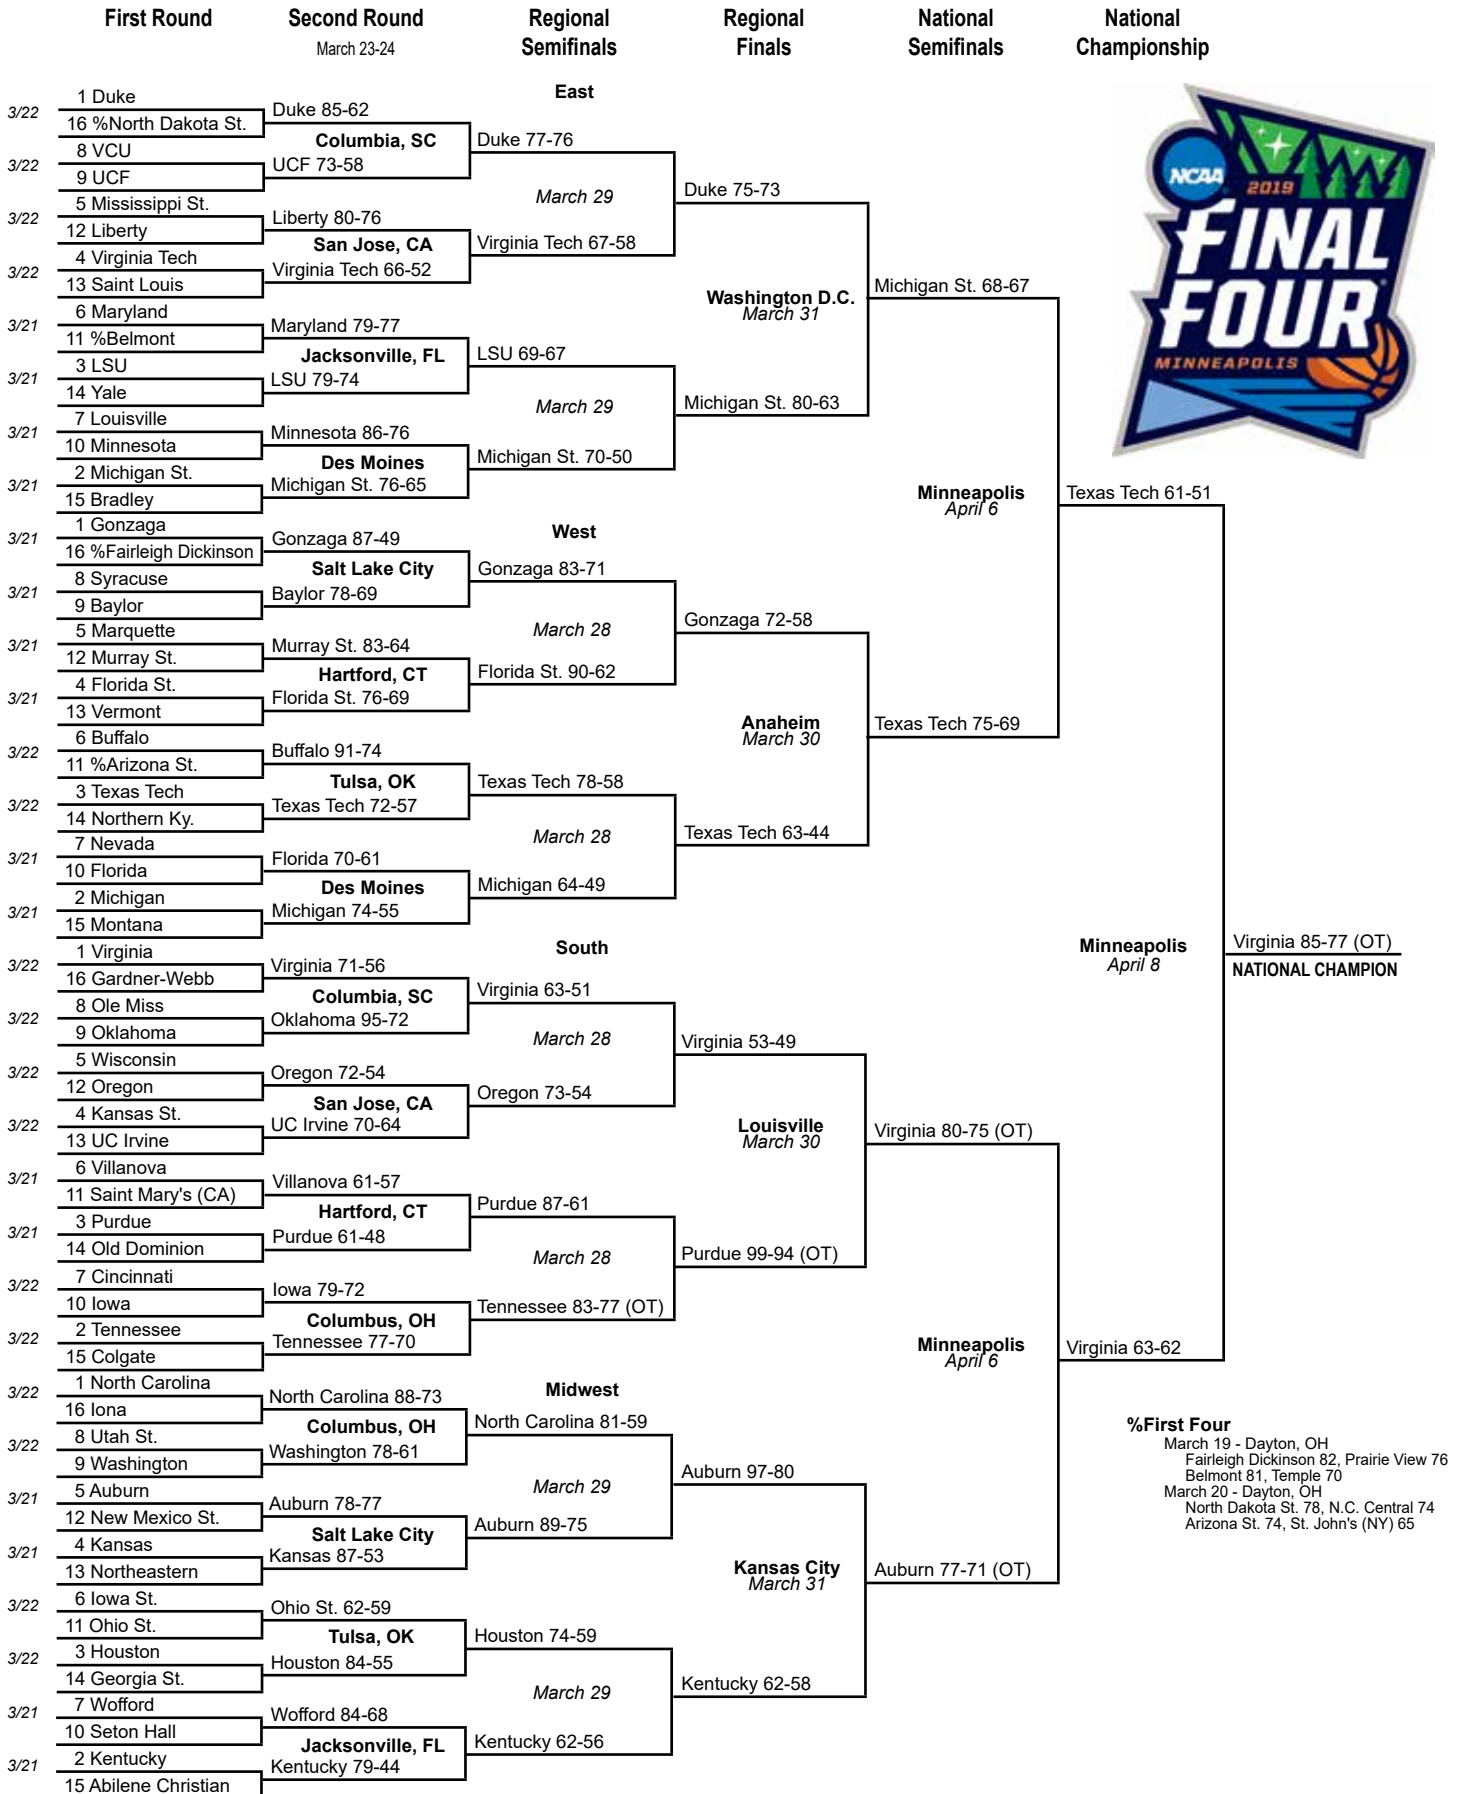 First Round
Second Round
March 23-24
Regional
Semifinals
Regional
Finals
National
Semifinals
National
Championship
NCAA
2019
FINAL
FOUR
MINNEAPOLIS
East
3/22
1 Duke
16 %North Dakota St.
Duke 85-62
Columbia, SC
3/22
8 VCU
9 UCF
UCF 73-58
Duke 77-76
March 29
3/22
5 Mississippi St.
12 Liberty
Liberty 80-76
San Jose, CA
3/22
4 Virginia Tech
13 Saint Louis
Virginia Tech 66-52
Virginia Tech 67-58
Duke 75-73
Washington D.C.
March 31
3/21
6 Maryland
11 %Belmont
Maryland 79-77
Jacksonville, FL
3/21
3 LSU
14 Yale
LSU 79-74
LSU 69-67
March 29
3/21
7 Louisville
10 Minnesota
Minnesota 86-76
Des Moines
3/21
2 Michigan St.
15 Bradley
Michigan St. 76-65
Michigan St. 70-50
Michigan St. 80-63
Michigan St. 68-67
Minneapolis
April 6
Texas Tech 61-51
West
3/21
1 Gonzaga
16 %Fairleigh Dickinson
Gonzaga 87-49
Salt Lake City
3/21
8 Syracuse
9 Baylor
Baylor 78-69
Gonzaga 83-71
March 28
3/21
5 Marquette
12 Murray St.
Murray St. 83-64
Hartford, CT
3/21
4 Florida St.
13 Vermont
Florida St. 76-69
Florida St. 90-62
Gonzaga 72-58
Anaheim
March 30
Texas Tech 75-69
3/22
6 Buffalo
11 %Arizona St.
Buffalo 91-74
Tulsa, OK
3/22
3 Texas Tech
14 Northern Ky.
Texas Tech 72-57
Texas Tech 78-58
March 28
3/21
7 Nevada
10 Florida
Florida 70-61
Des Moines
3/21
2 Michigan
15 Montana
Michigan 74-55
Michigan 64-49
Texas Tech 63-44
South
Minneapolis
April 8
Virginia 85-77 (OT)
NATIONAL CHAMPION
3/22
1 Virginia
16 Gardner-Webb
Virginia 71-56
Columbia, SC
3/22
8 Ole Miss
9 Oklahoma
Oklahoma 95-72
Virginia 63-51
March 28
3/22
5 Wisconsin
12 Oregon
Oregon 72-54
San Jose, CA
3/22
4 Kansas St.
13 UC Irvine
UC Irvine 70-64
Oregon 73-54
Virginia 53-49
Louisville
March 30
Virginia 80-75 (OT)
3/21
6 Villanova
11 Saint Mary's (CA)
Villanova 61-57
Hartford, CT
3/21
3 Purdue
14 Old Dominion
Purdue 61-48
Purdue 87-61
March 28
3/22
7 Cincinnati
10 Iowa
Iowa 79-72
Columbus, OH
3/22
2 Tennessee
15 Colgate
Tennessee 77-70
Tennessee 83-77 (OT)
Purdue 99-94 (OT)
Minneapolis
April 6
Virginia 63-62
Midwest
3/22
1 North Carolina
16 Iona
North Carolina 88-73
Columbus, OH
3/22
8 Utah St.
9 Washington
Washington 78-61
North Carolina 81-59
March 29
3/21
5 Auburn
12 New Mexico St.
Auburn 78-77
Salt Lake City
3/21
4 Kansas
13 Northeastern
Kansas 87-53
Auburn 89-75
Auburn 97-80
Kansas City
March 31
Auburn 77-71 (OT)
3/22
6 Iowa St.
11 Ohio St.
Ohio St. 62-59
Tulsa, OK
3/22
3 Houston
14 Georgia St.
Houston 84-55
Houston 74-59
March 29
3/21
7 Wofford
10 Seton Hall
Wofford 84-68
Jacksonville, FL
3/21
2 Kentucky
15 Abilene Christian
Kentucky 79-44
Kentucky 62-56
Kentucky 62-58
%First Four
March 19 - Dayton, OH
Fairleigh Dickinson 82, Prairie View 76
Belmont 81, Temple 70
March 20 - Dayton, OH
North Dakota St. 78, N.C. Central 74
Arizona St. 74, St. John's (NY) 65